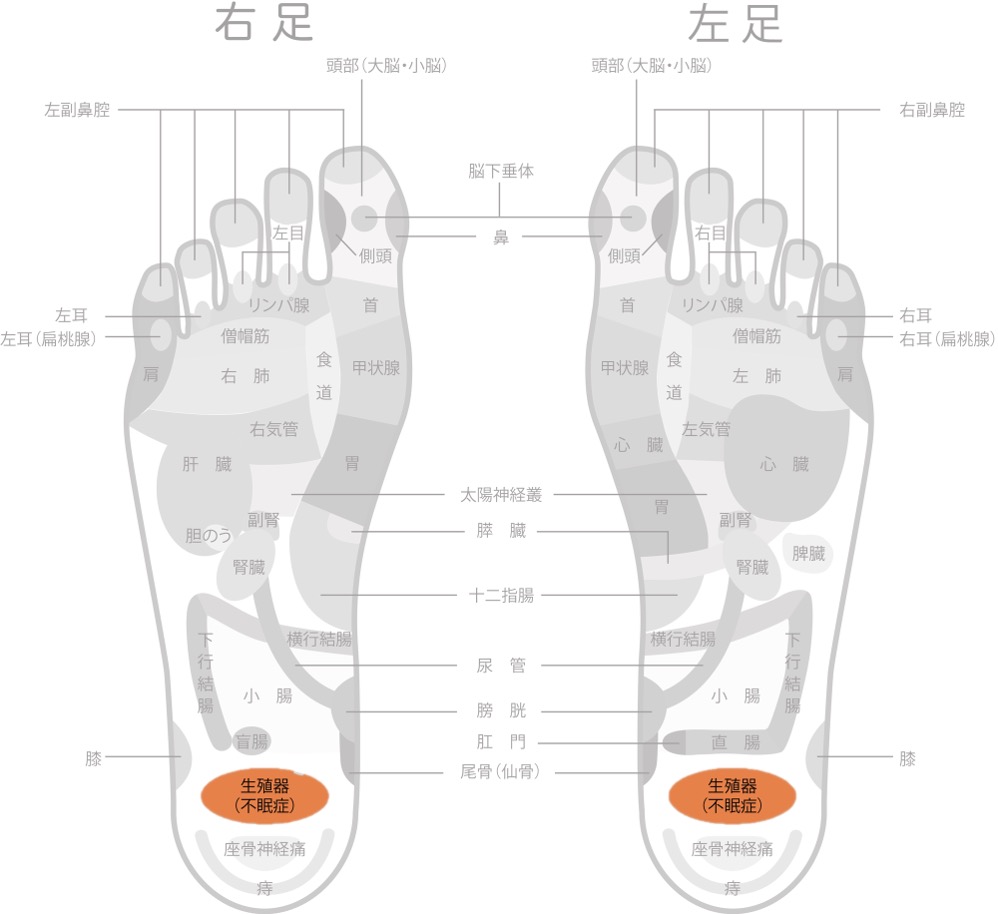 右足
左足
頭部（大脳・小脳）
頭部（大脳・小脳）
左副鼻腔
右副鼻腔
脳下垂体
左目
右目
鼻
側頭
側頭
リンパ腺
首
首
リンパ腺
左耳
右耳
左耳（扁桃腺）
僧帽筋
僧帽筋
右耳（扁桃腺）
肩
右肺
食道
甲状腺
甲状腺
食道
左肺
肩
右気管
左気管
肝臓
胃
心臓
心臓
太陽神経叢
胃
副腎
副腎
胆のう
膵臓
腎臓
腎臓
脾臓
十二指腸
横行結腸
横行結腸
下行結腸
下行結腸
尿管
小腸
小腸
膀胱
盲腸
肛門
直腸
膝
尾骨（仙骨）
膝
生殖器
（不眠症）
生殖器
（不眠症）
座骨神経痛
座骨神経痛
痔
痔